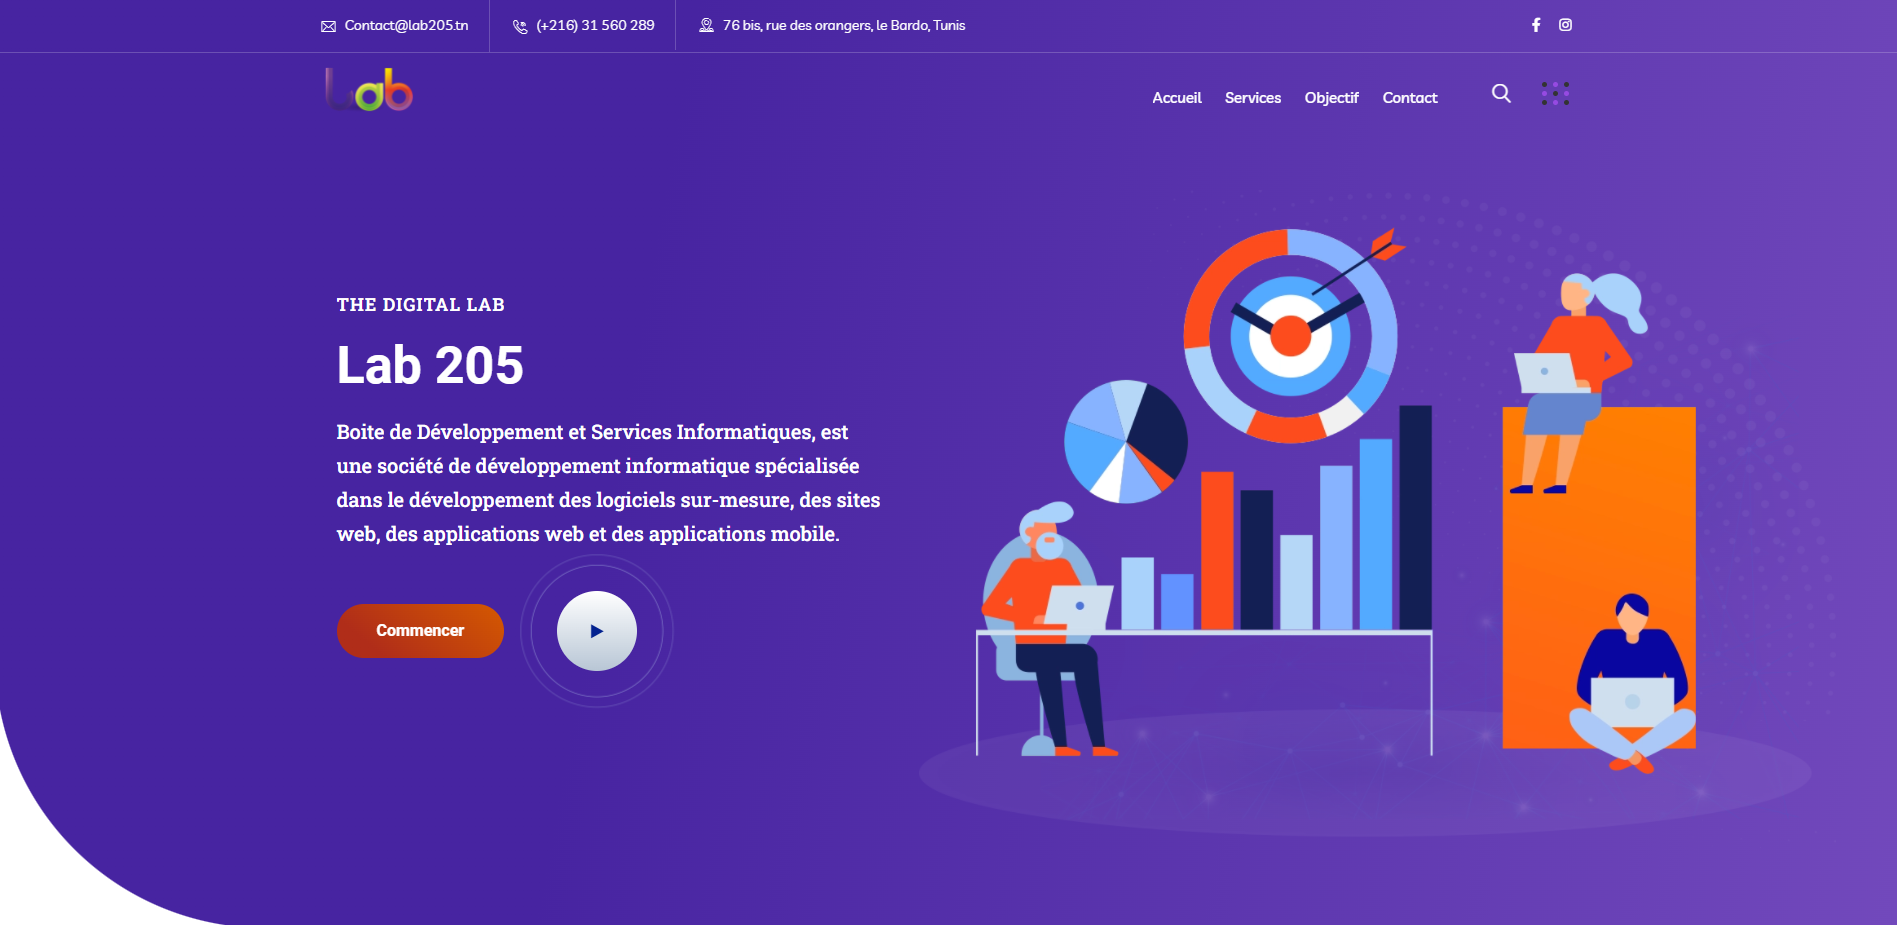 Contact@lab205.tn
(+216) 31 560 289
76 bis, rue des orangers, le Bardo, Tunis
Lab
Accueil
Services
Objectif
Contact
THE DIGITAL LAB
Lab 205
Boite de Développement et Services Informatiques, est
une société de développement informatique spécialisée
dans le développement des logiciels sur-mesure, des sites
web, des applications web et des applications mobile.
Commencer